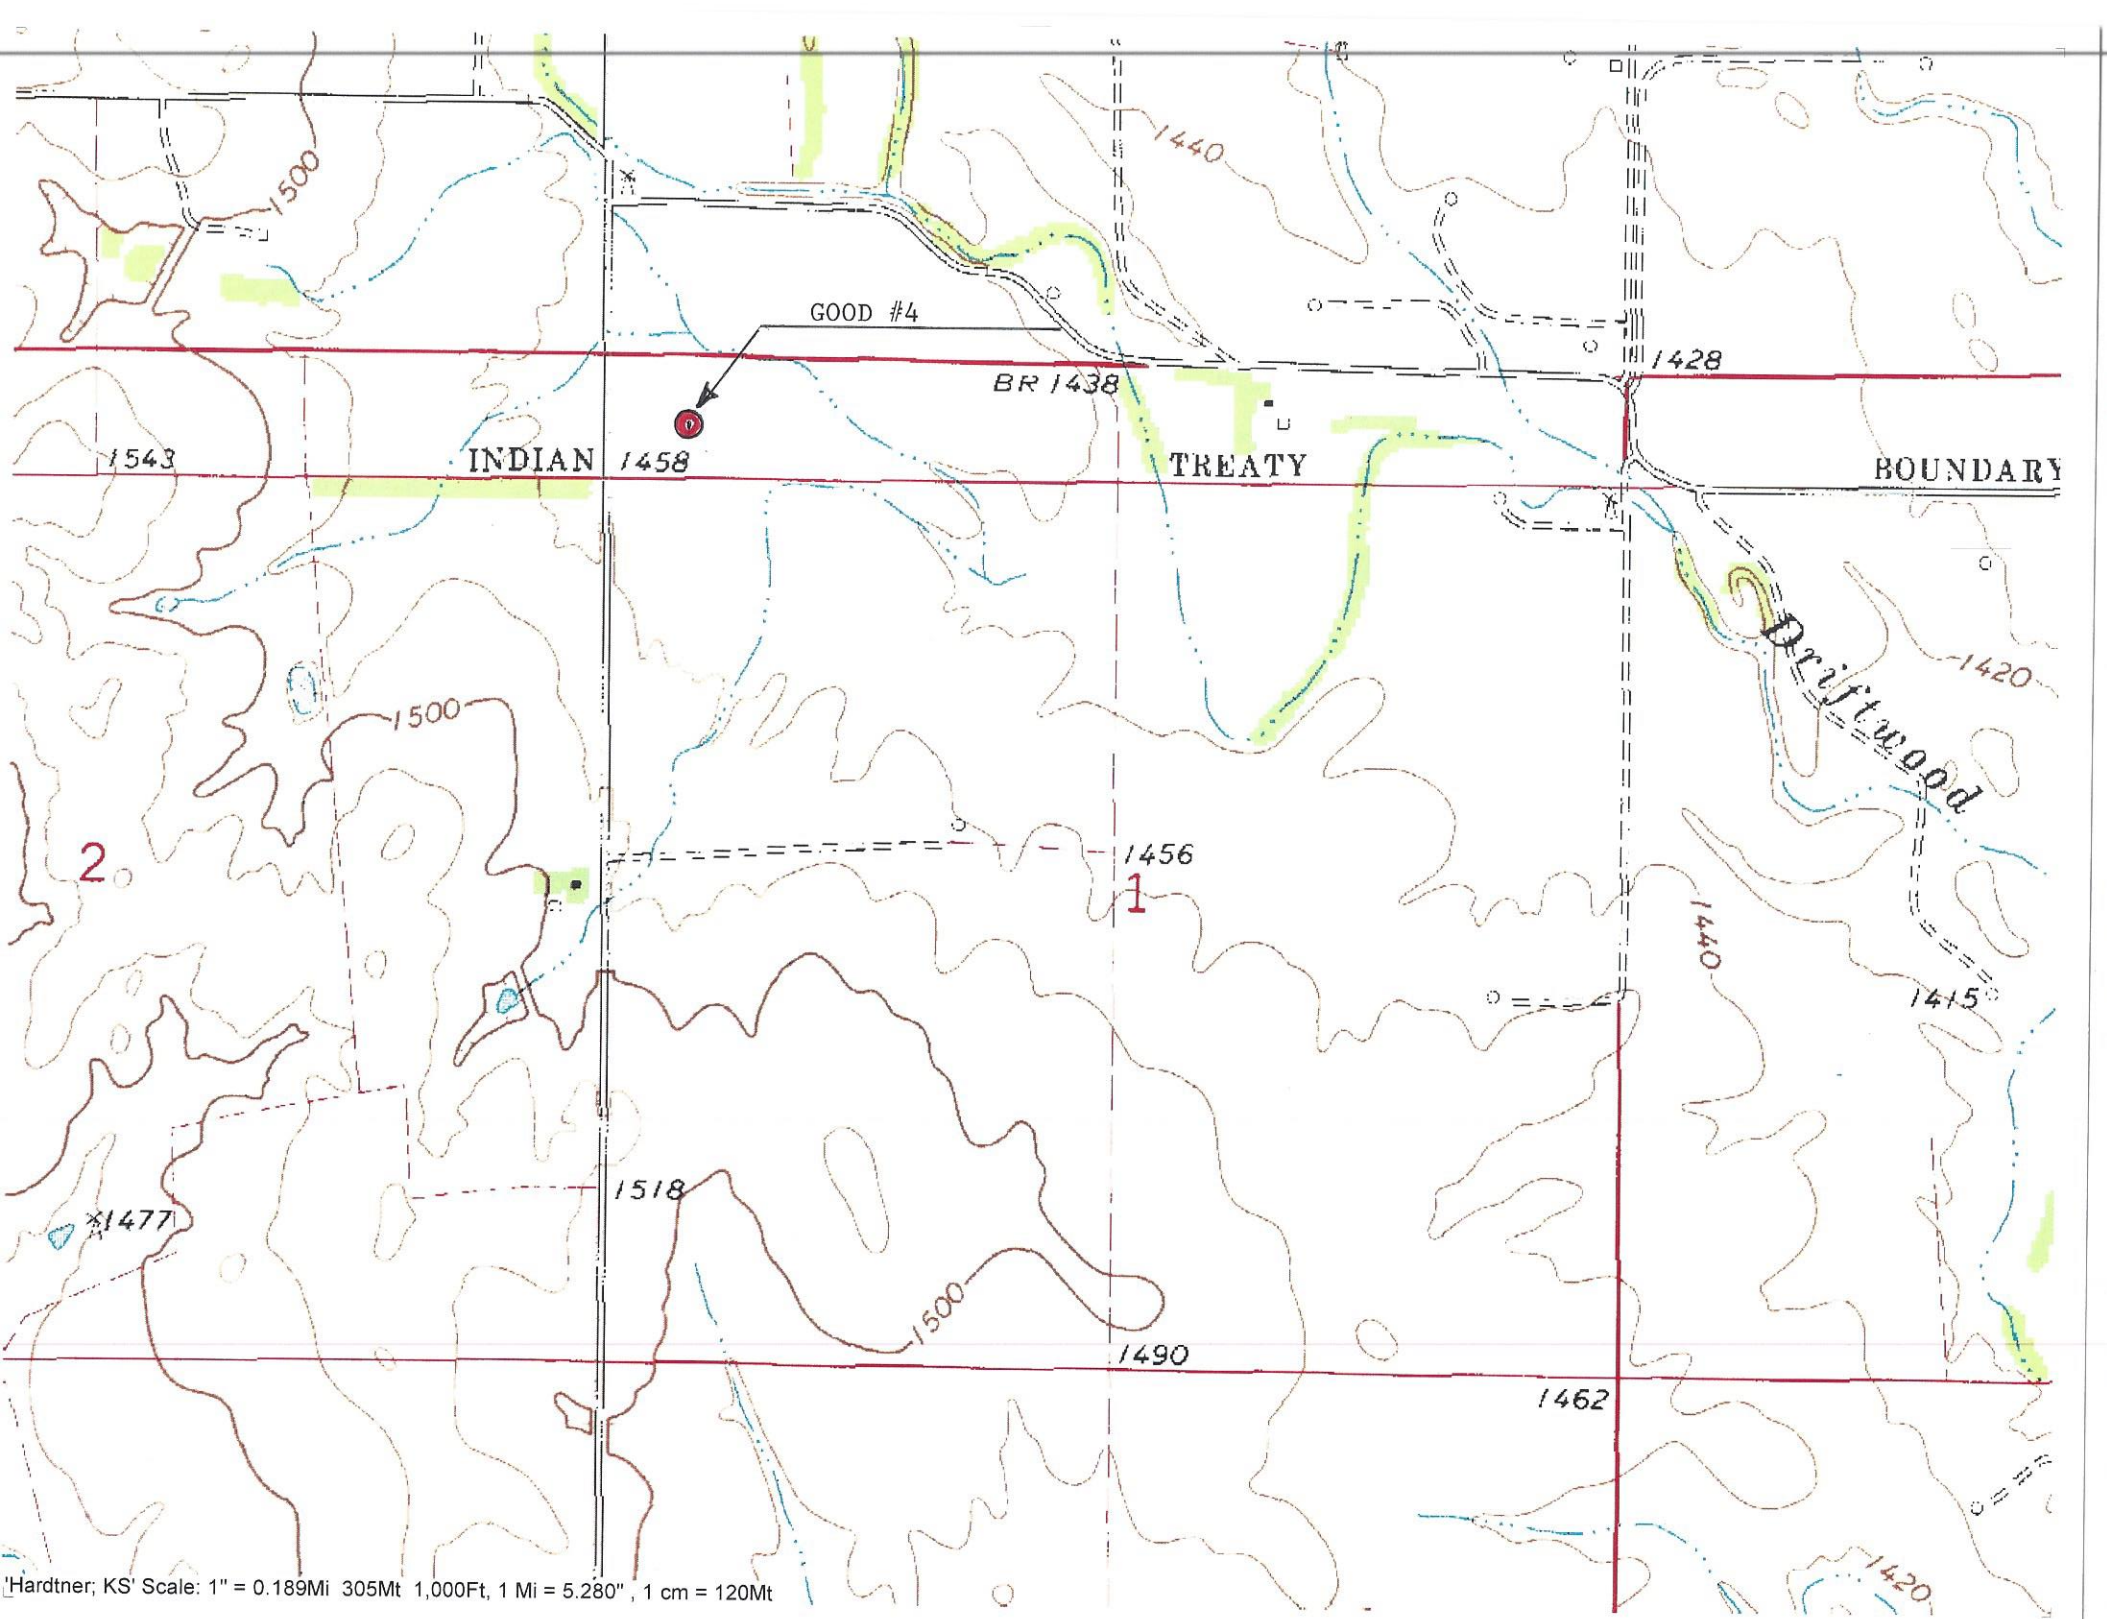 1440
1500
GOOD #4
1428
BR 1438
1543
INDIAN
1458
TREATY
BOUNDARY
1420
Driftwood
1500
2
1456
1
1440
1415
1518
1477
1500
1490
1462
1420
'Hardtner; KS' Scale: 1" = 0.189Mi 305Mt 1,000Ft, 1 Mi = 5.280" , 1 cm = 120Mt